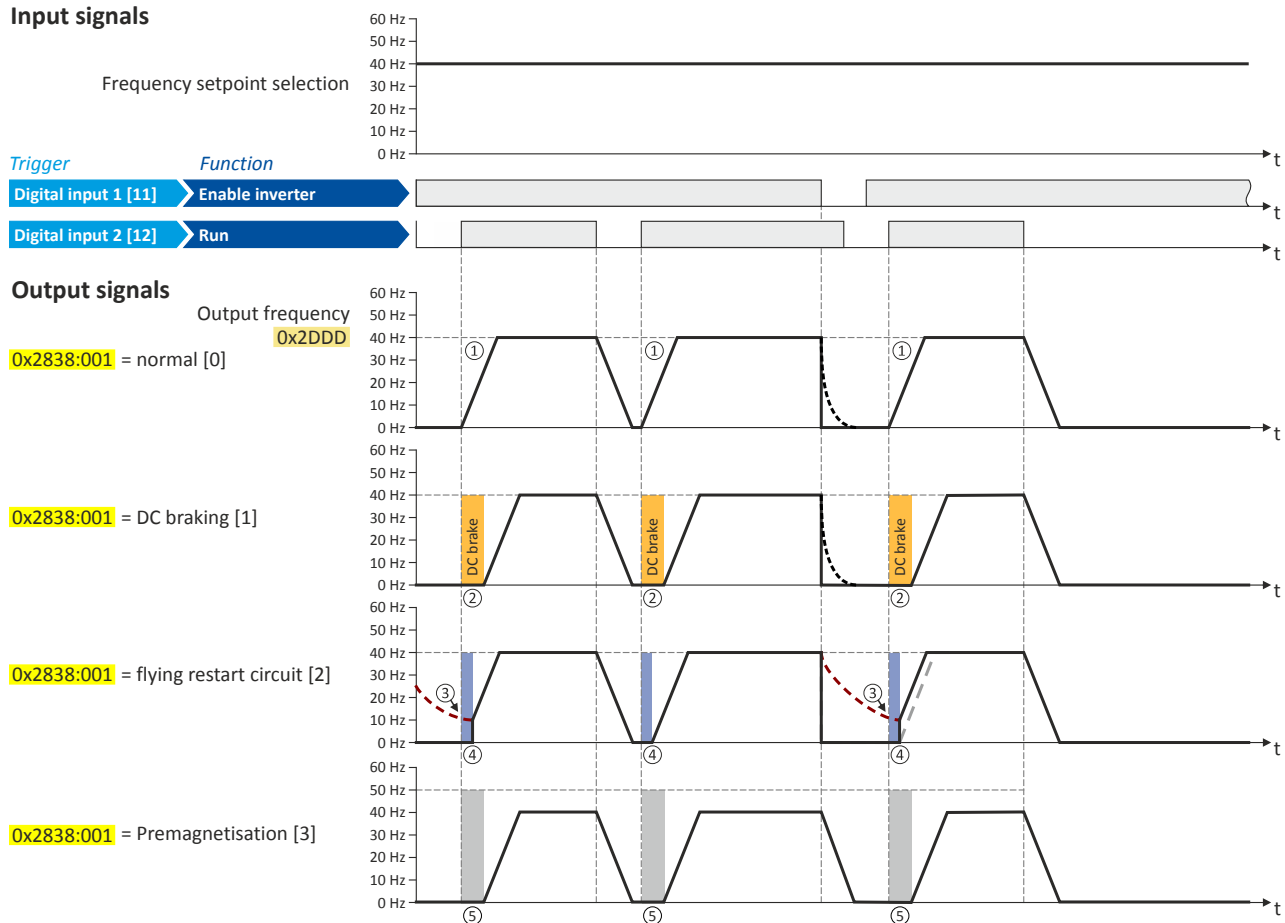 Input signals
60 Hz
50 Hz
40 Hz
Frequency setpoint selection
30 Hz
20 Hz
10 Hz
0 Hz
t
Trigger Function
Digital input 1 [11] Enable inverter
t
Digital input 2 [12] Run
t
Output signals
Output frequency
0x2DDD
60 Hz
50 Hz
40 Hz
30 Hz
20 Hz
10 Hz
0 Hz
0x2838:001 = normal [0]
① ① ①
t
60 Hz
50 Hz
40 Hz
30 Hz
20 Hz
10 Hz
0 Hz
0x2838:001 = DC braking [1]
DC brake DC brake DC brake
t
② ② ②
60 Hz
50 Hz
40 Hz
30 Hz
20 Hz
10 Hz
0 Hz
0x2838:001 = flying restart circuit [2]
③ ③
t
④ ④ ④
60 Hz
50 Hz
40 Hz
30 Hz
20 Hz
10 Hz
0 Hz
0x2838:001 = Premagnetisation [3]
t
⑤ ⑤ ⑤